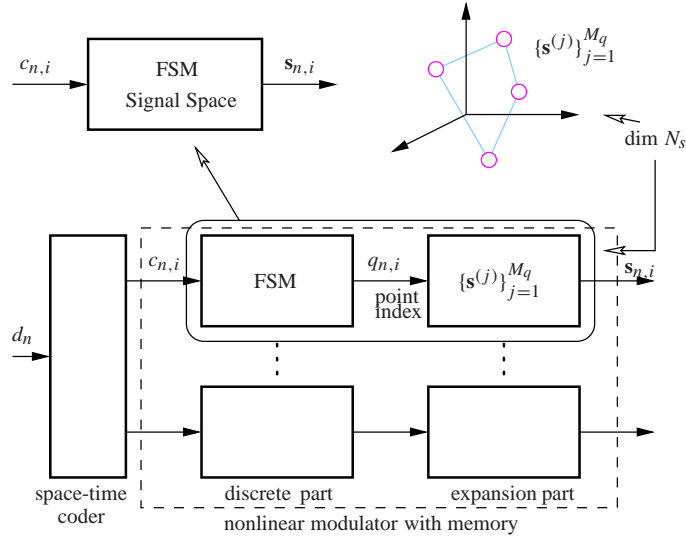 c_{n,i}
FSM
Signal Space
s_{n,i}
{s^{(j)}}_{j=1}^{M_q}
dim N_s
c_{n,i}
FSM
q_{n,i}
point
index
{s^{(j)}}_{j=1}^{M_q}
s_{n,i}
d_n
space-time
coder
discrete part
expansion part
nonlinear modulator with memory